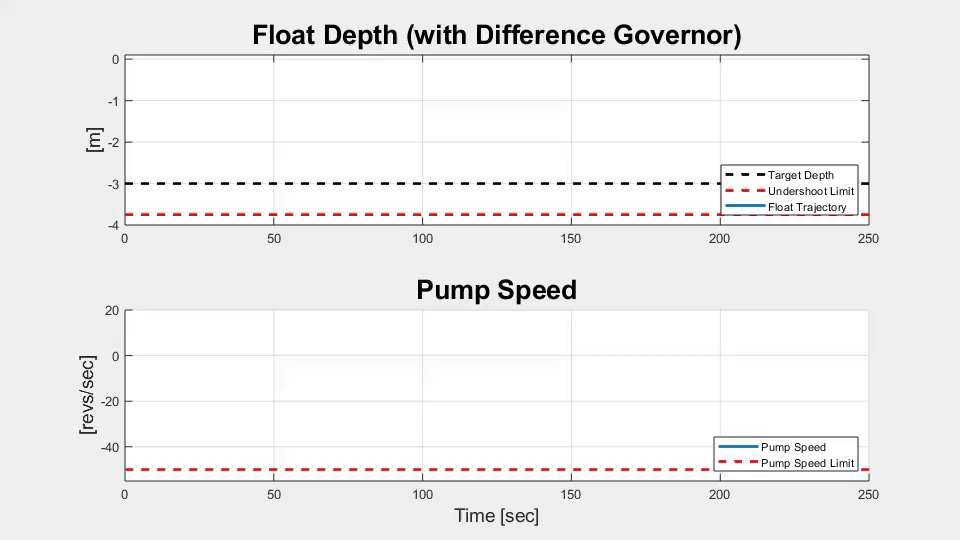 Float Depth (with Difference Governor)
0
-1
-2
-3
-4
[m]
Target Depth
Undershoot Limit
Float Trajectory
0 50 100 150 200 250
Pump Speed
20
0
-20
-40
[revs/sec]
Pump Speed
Pump Speed Limit
0 50 100 150 200 250
Time [sec]